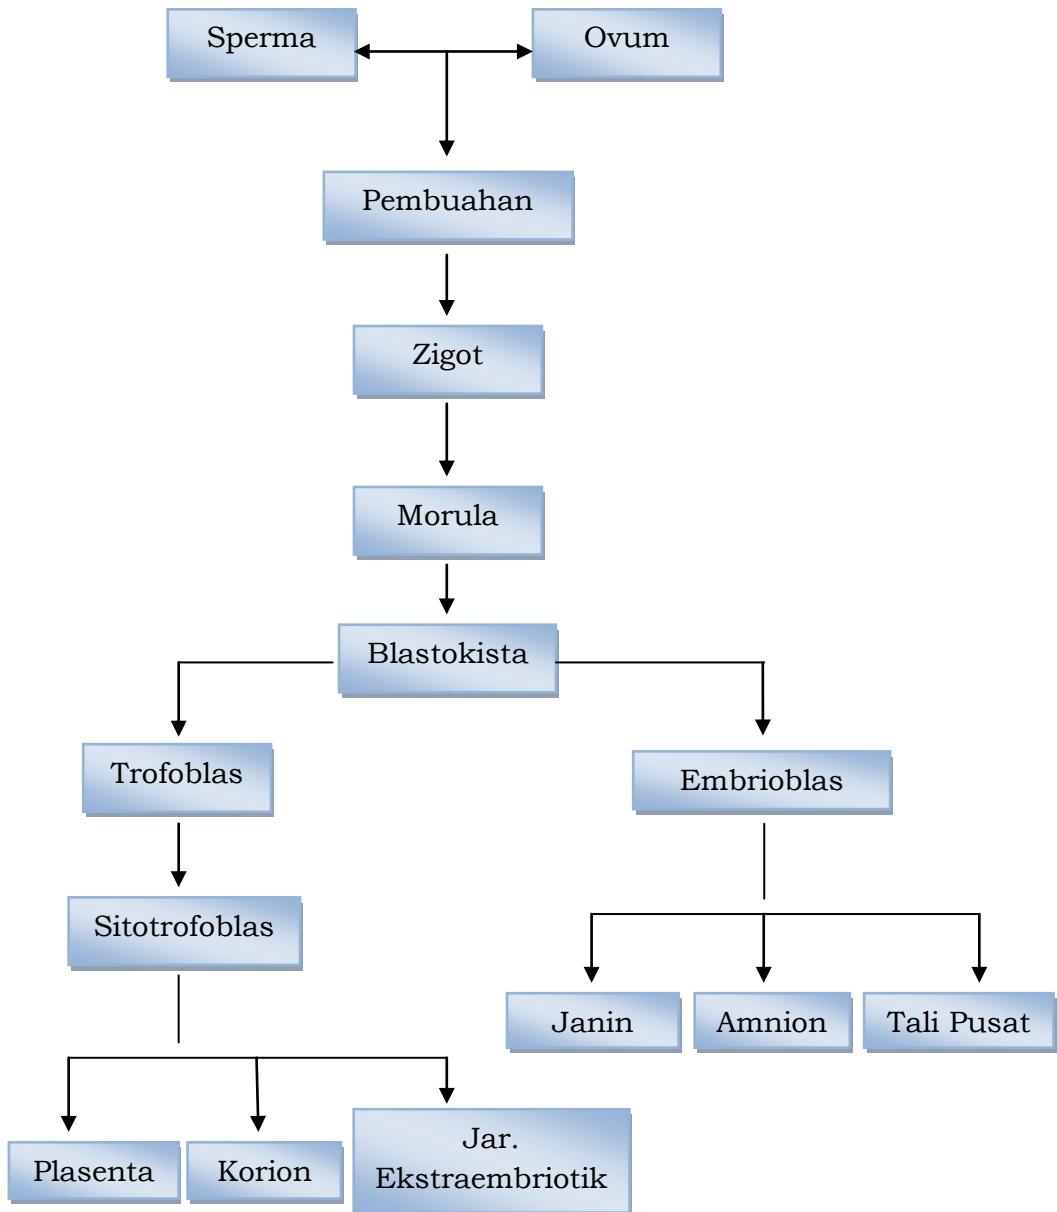 Sperma
Ovum
Pembuahan
Zigot
Morula
Blastokista
Trofoblas
Embrioblas
Sitotrofoblas
Janin
Amnion
Tali Pusat
Plasenta
Korion
Jar.
Ekstraembriotik